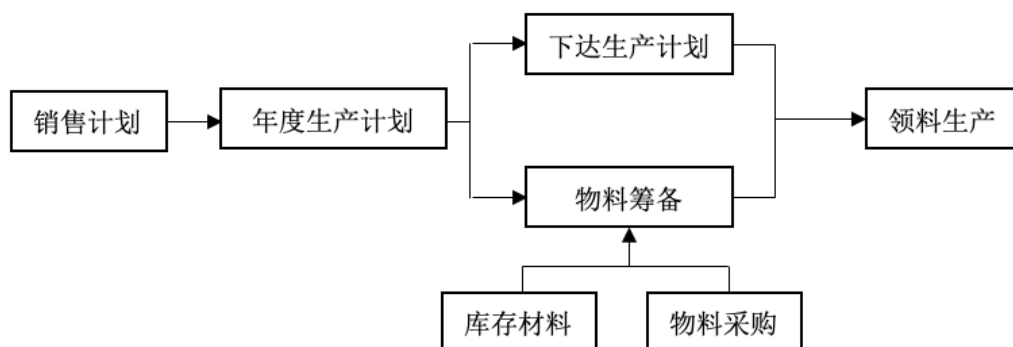 下达生产计划
销售计划
年度生产计划
领料生产
物料筹备
库存材料
物料采购